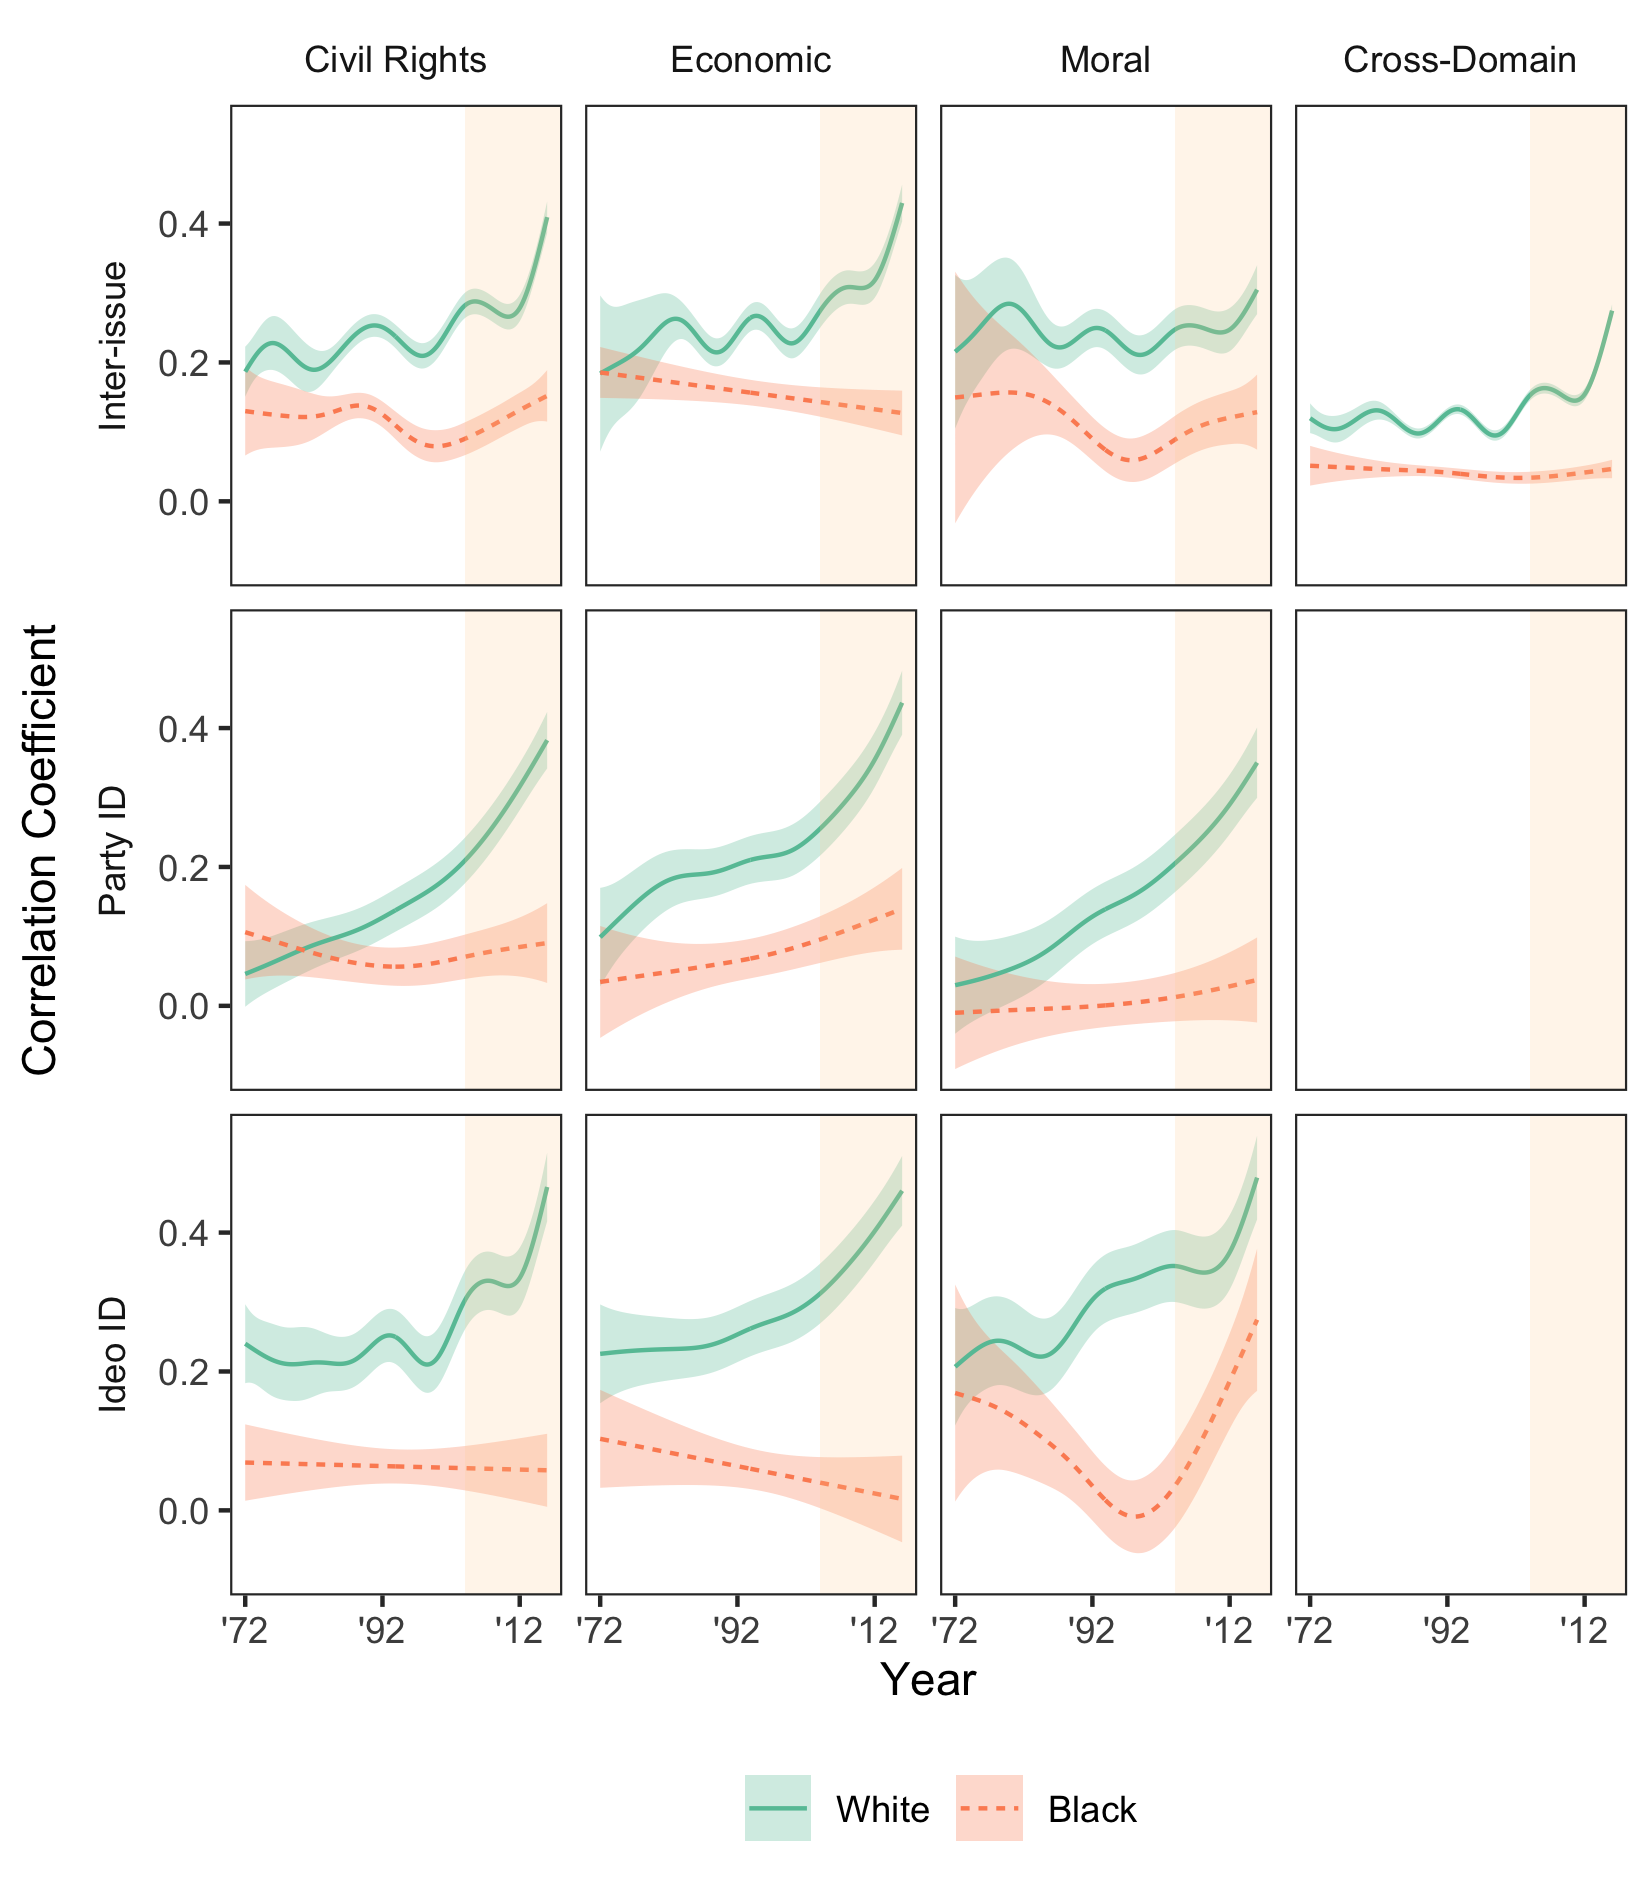 Civil Rights
Economic
Moral
Cross-Domain
Correlation Coefficient
Inter-issue
0.4
0.2
0.0
Party ID
0.4
0.2
0.0
Ideo ID
0.4
0.2
0.0
'72 '92 '12
'72 '92 '12
'72 '92 '12
'72 '92 '12
Year
White
Black